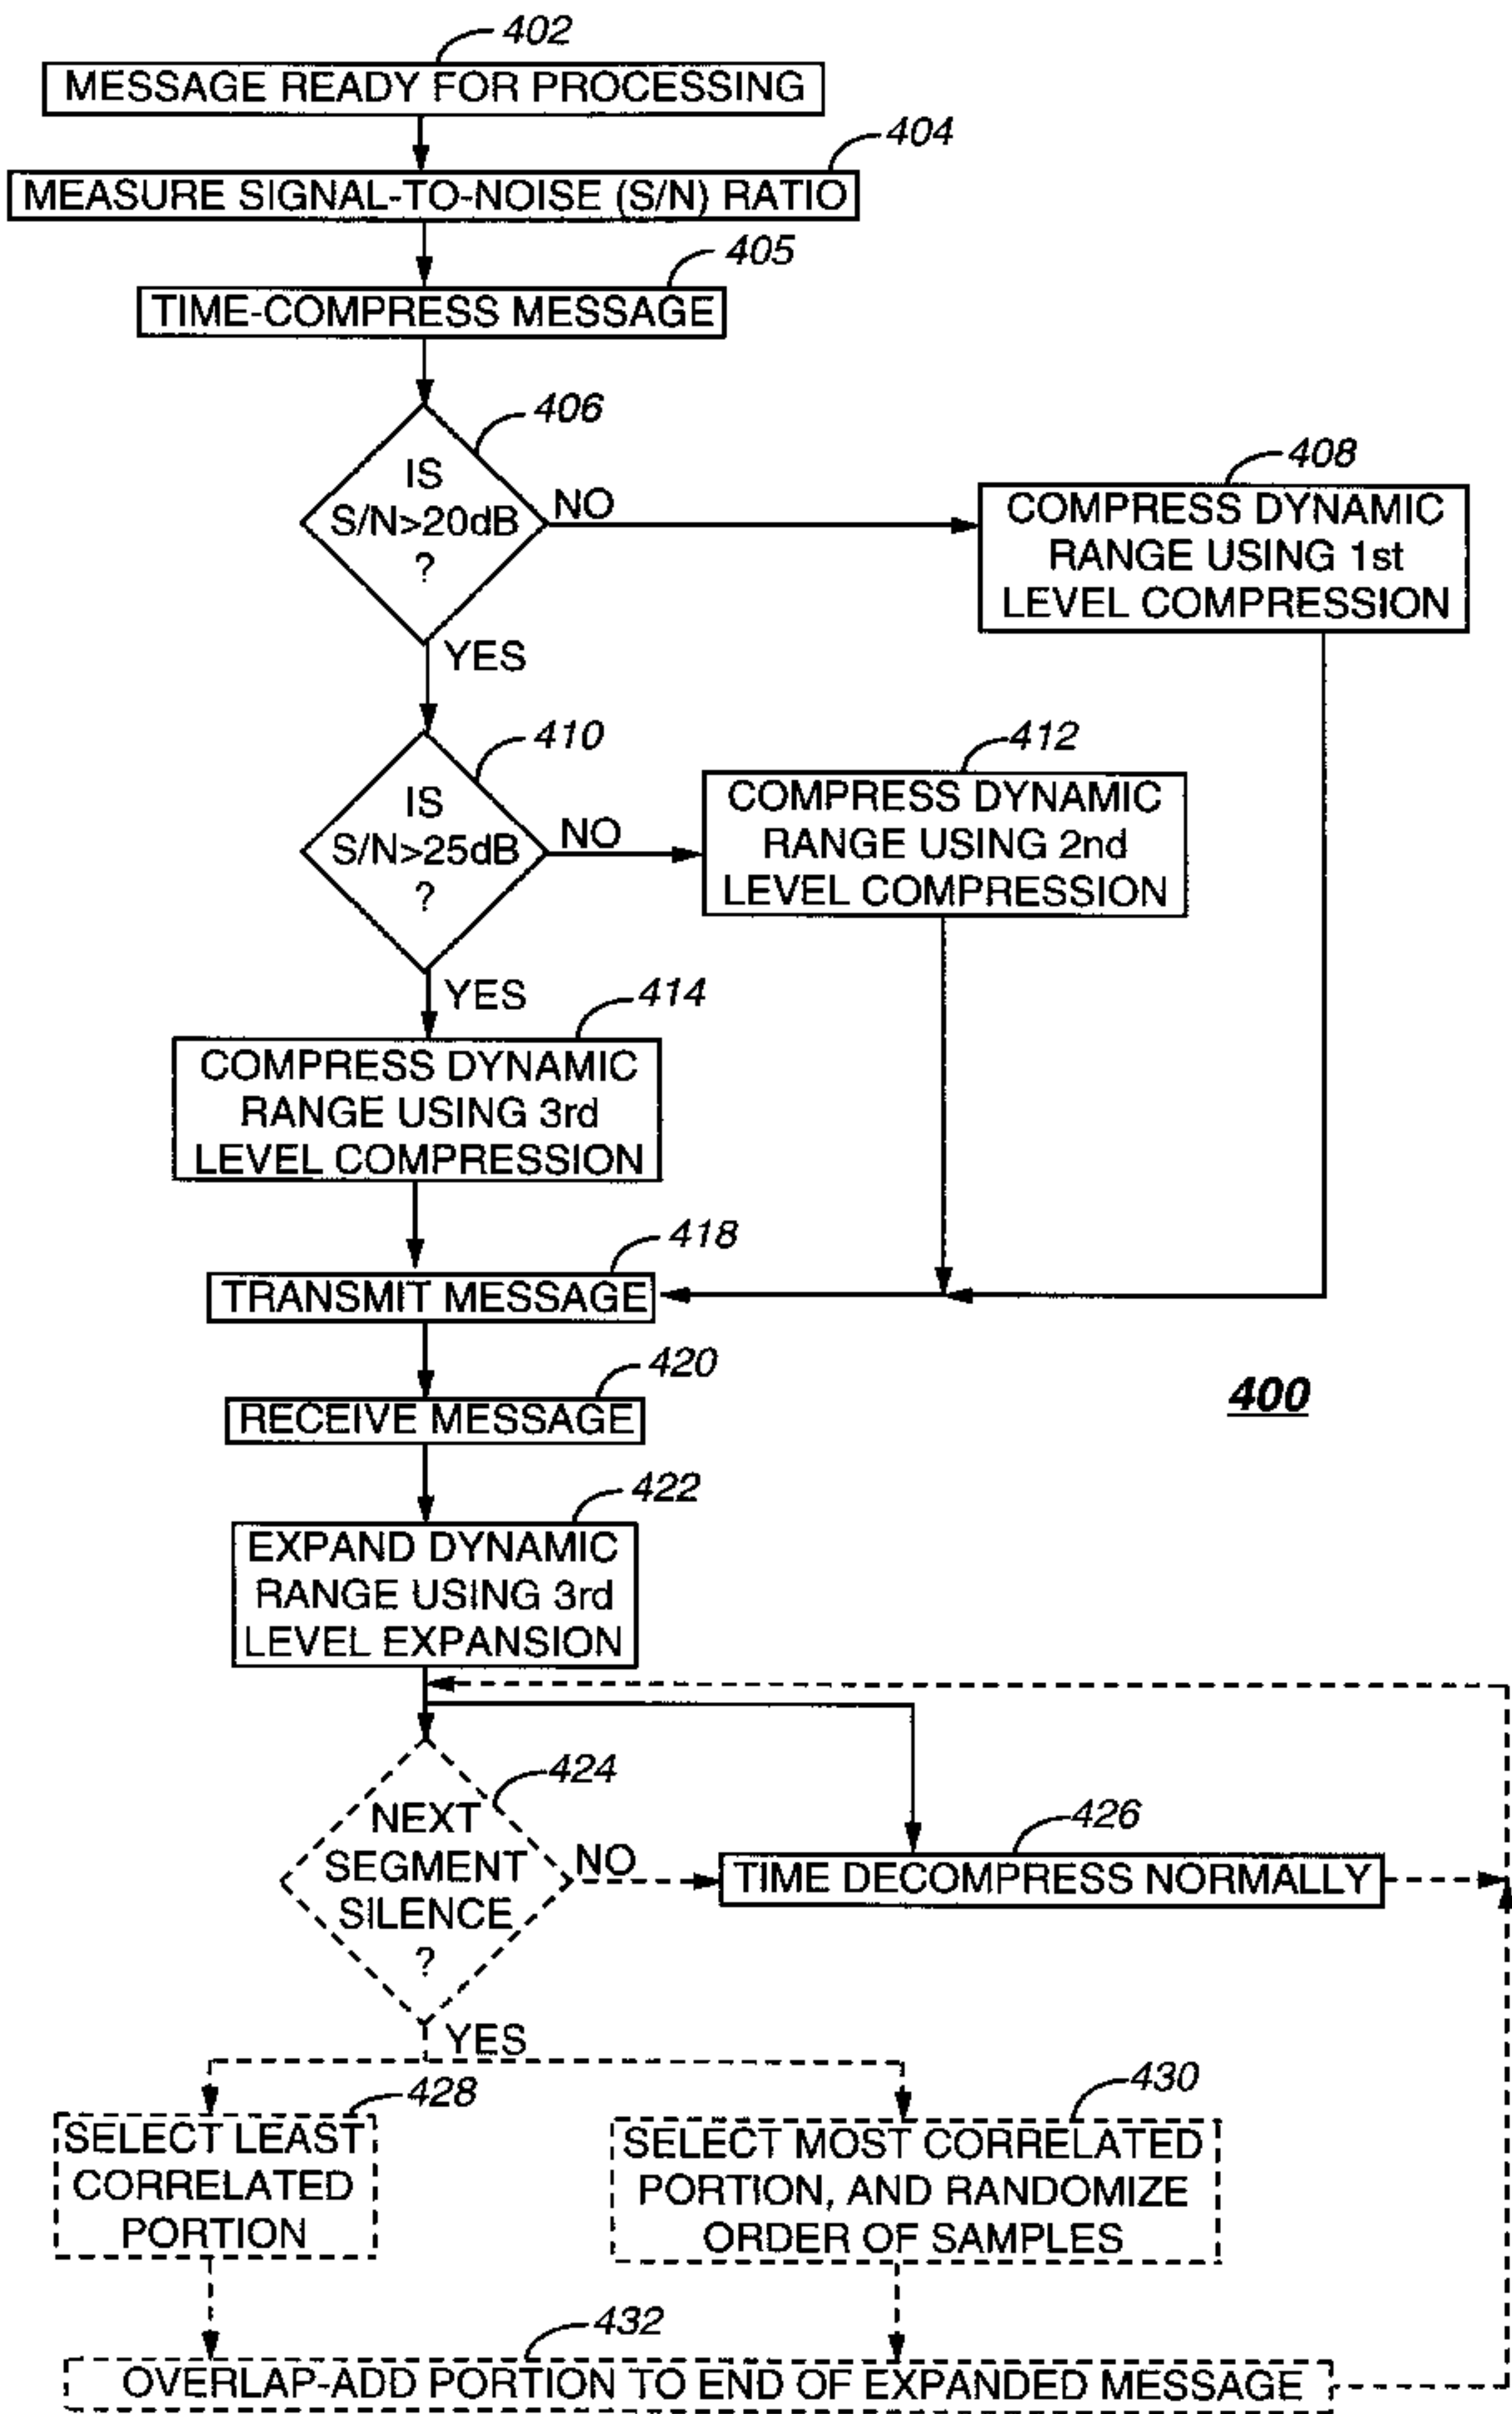 402
MESSAGE READY FOR PROCESSING
404
MEASURE SIGNAL-TO-NOISE (S/N) RATIO
405
TIME-COMPRESS MESSAGE
406
IS
S/N>20dB
?
NO
YES
408
COMPRESS DYNAMIC
RANGE USING 1st
LEVEL COMPRESSION
410
IS
S/N>25dB
?
NO
YES
412
COMPRESS DYNAMIC
RANGE USING 2nd
LEVEL COMPRESSION
414
COMPRESS DYNAMIC
RANGE USING 3rd
LEVEL COMPRESSION
418
TRANSMIT MESSAGE
420
RECEIVE MESSAGE
400
422
EXPAND DYNAMIC
RANGE USING 3rd
LEVEL EXPANSION
424
NEXT
SEGMENT
SILENCE
?
NO
YES
426
TIME DECOMPRESS NORMALLY
428
SELECT LEAST
CORRELATED
PORTION
430
SELECT MOST CORRELATED
PORTION, AND RANDOMIZE
ORDER OF SAMPLES
432
OVERLAP-ADD PORTION TO END OF EXPANDED MESSAGE